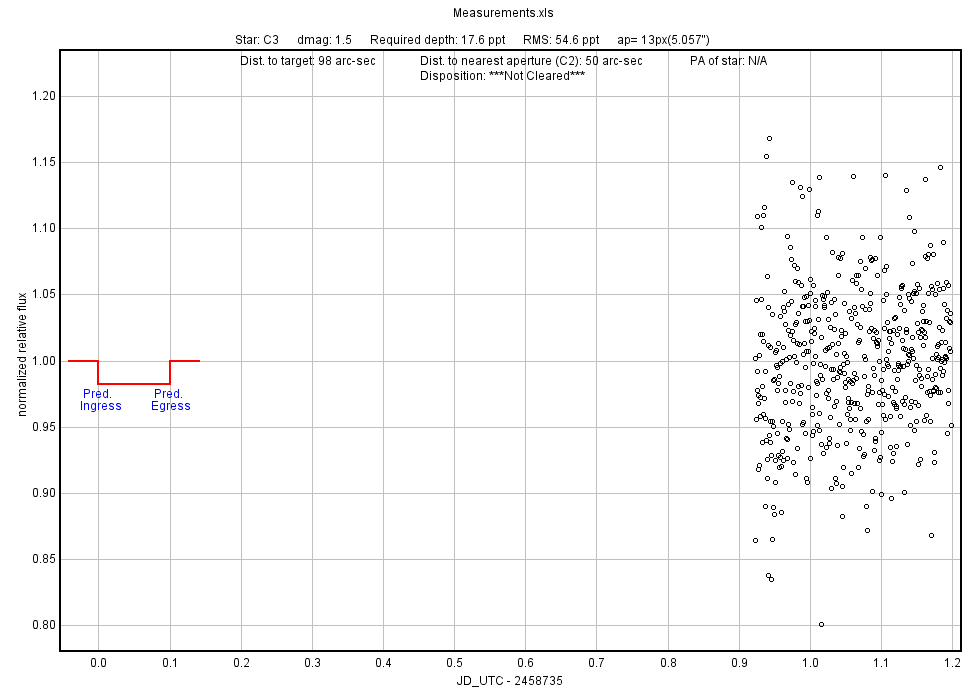 Measurements.xls
Star: C3 dmag: 1.5 Required depth: 17.6 ppt RMS: 54.6 ppt ap= 13px(5.057")
Dist. to target: 98 arc-sec Dist. to nearest aperture (C2): 50 arc-sec PA of star: N/A
Disposition: ***Not Cleared***
1.20
1.15
1.10
1.05
1.00
0.95
0.90
0.85
0.80
normalized relative flux
Pred. Pred.
Ingress Egress
0.0 0.1 0.2 0.3 0.4 0.5 0.6 0.7 0.8 0.9 1.0 1.1 1.2
JD_UTC - 2458735